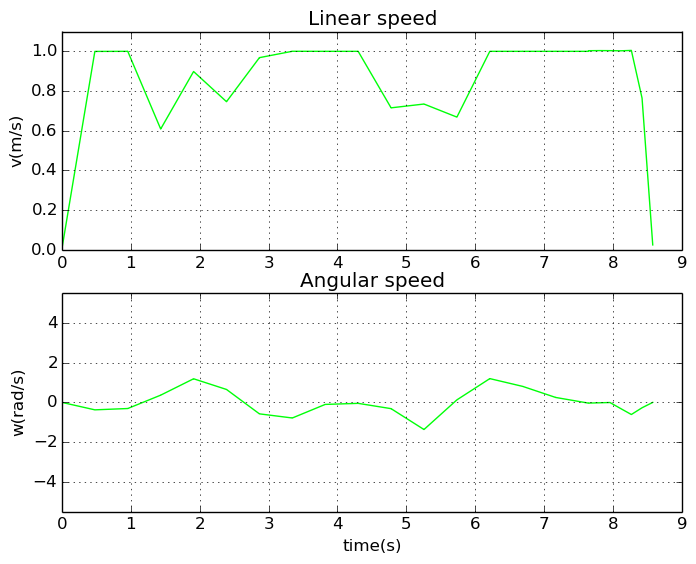 Linear speed
1.0
0.8
0.6
0.4
0.2
0.0
v(m/s)
0 1 2 3 4 5 6 7 8 9
Angular speed
4
2
0
−2
−4
w(rad/s)
0 1 2 3 4 5 6 7 8 9
time(s)